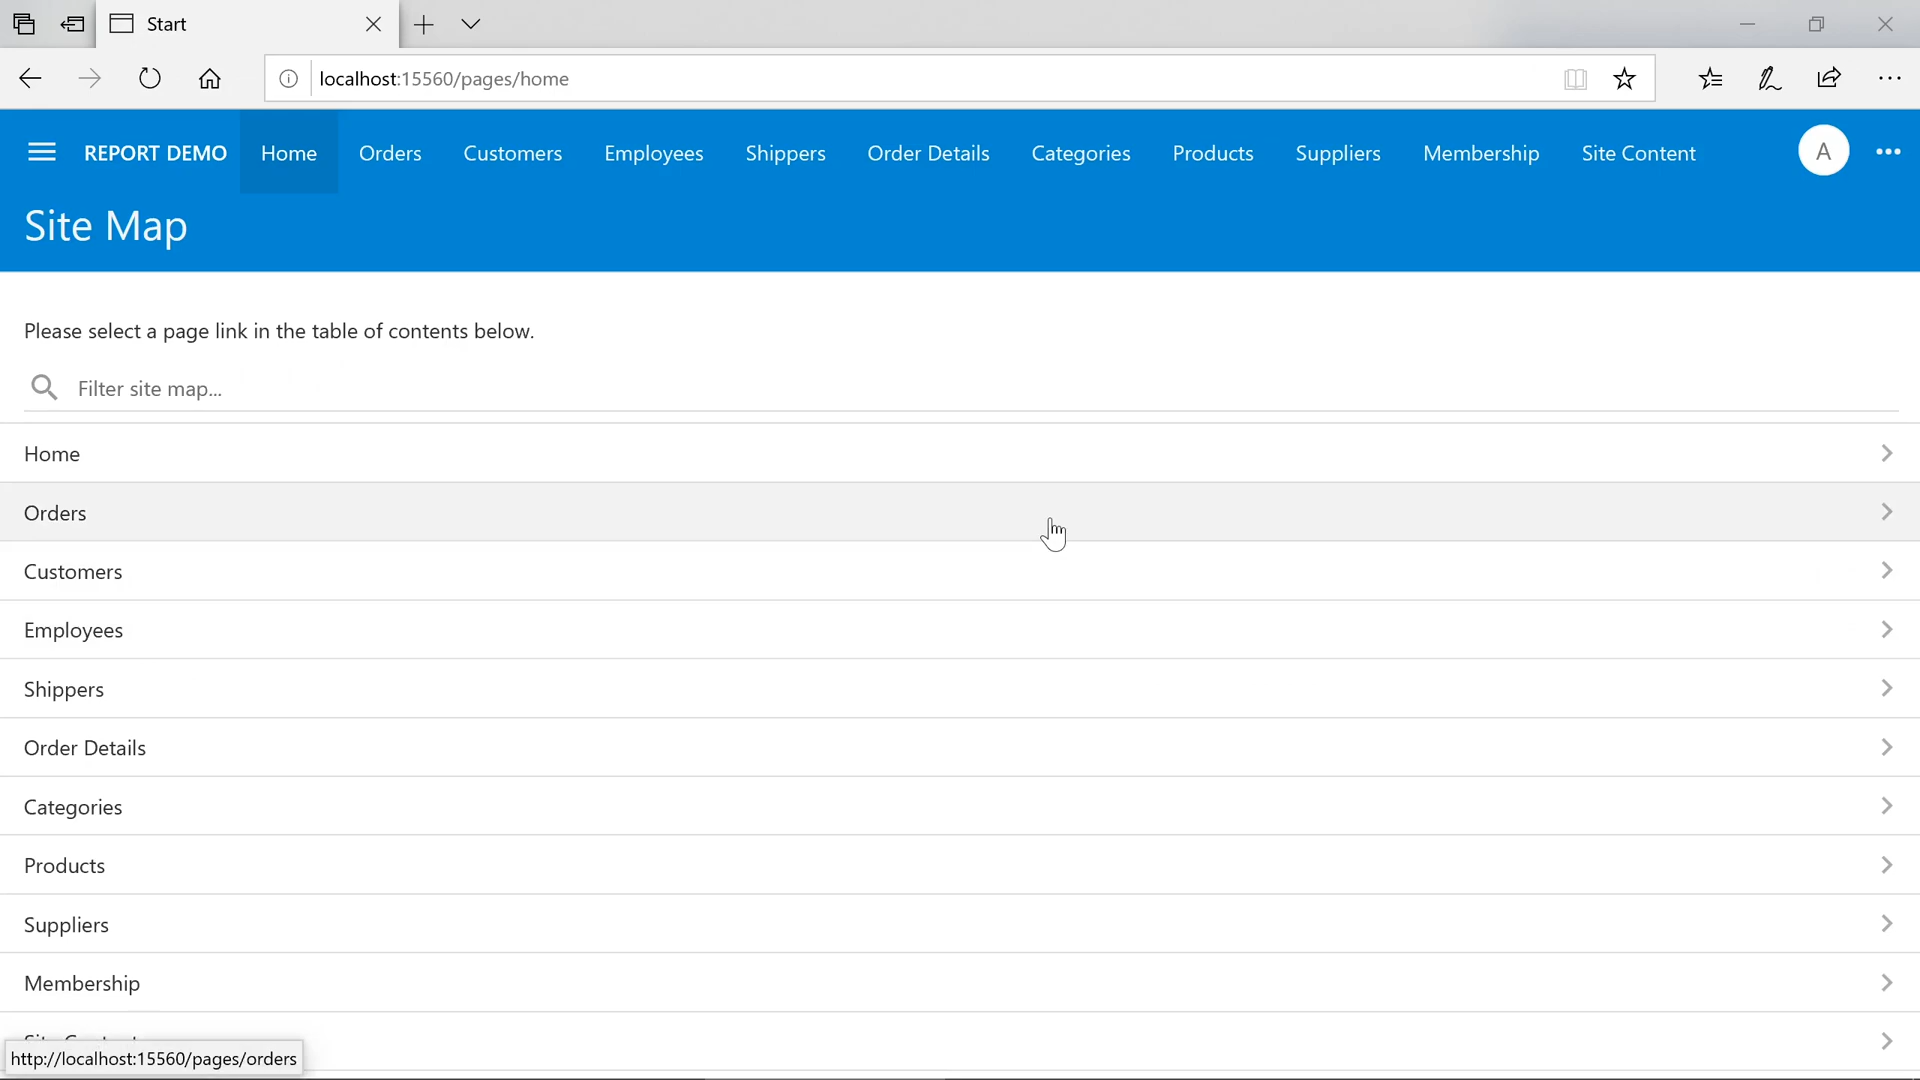 Start
localhost:15560/pages/home
REPORT DEMO Home Orders Customers Employees Shippers Order Details Categories Products Suppliers Membership Site Content A
Site Map
Please select a page link in the table of contents below.
Filter site map...
Home
Orders
Customers
Employees
Shippers
Order Details
Categories
Products
Suppliers
Membership
http://localhost:15560/pages/orders